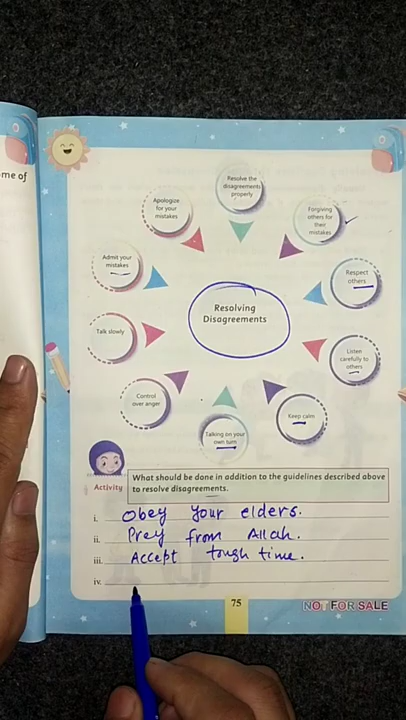 me of
Resolve the
disagreements
properly
Apologize
for your
mistakes
Forgiving
others for
their
mistakes
Admit your
mistakes
Respect
others
Resolving
Disagreements
Talk slowly
Listen
carefully to
others
Control
over anger
Keep calm
Talking on your
own turn
Activity
What should be done in addition to the guidelines described above
to resolve disagreements.
i. Obey your elders.
ii. Prey from Allah.
iii. Accept tough time.
iv.
75
NOT FOR SALE